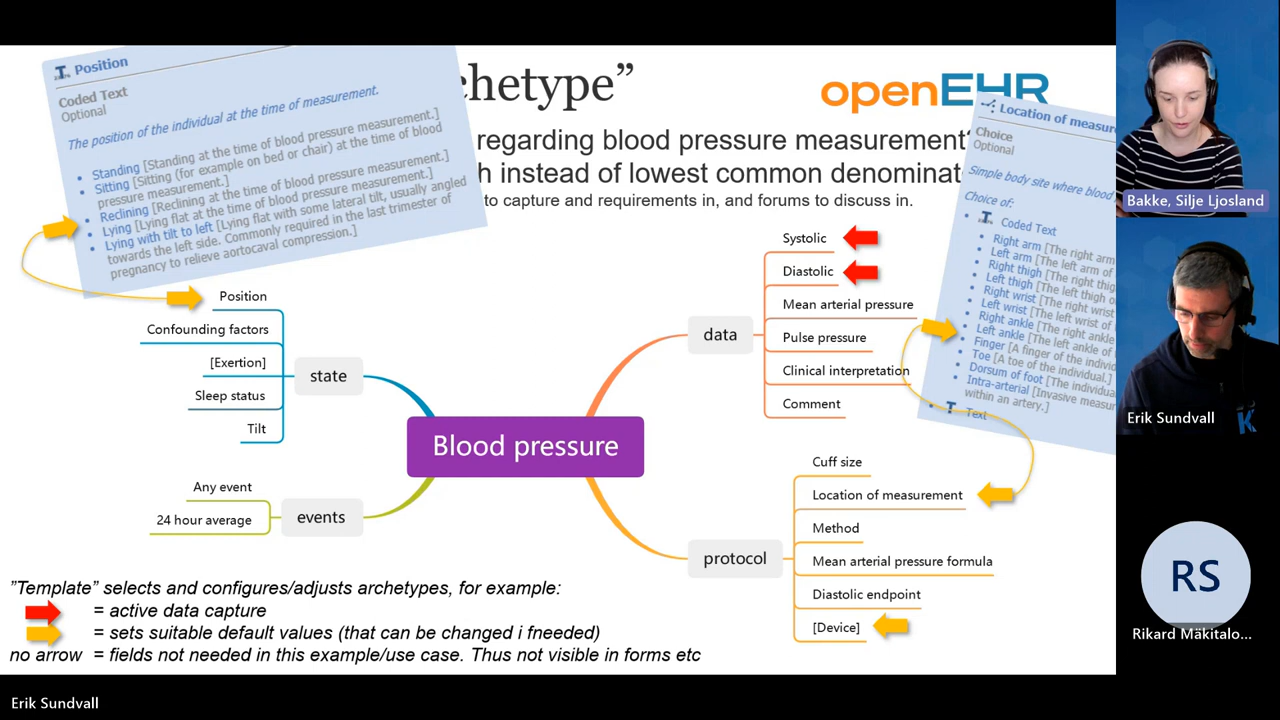 chetype”
openEHR
regarding blood pressure measurement?
h instead of lowest common denominat
to capture and requirements in, and forums to discuss in.
Position
Coded Text
Optional
The position of the individual at the time of measurement.
Standing [Standing at the time of blood pressure measurement.]
Sitting [Sitting (for example on bed or chair) at the time of blood
pressure measurement.]
Reclining [Reclining at the time of blood pressure measurement.]
Lying [Lying flat at the time of blood pressure measurement.]
Lying with tilt to left [Lying flat with some lateral tilt, usually angled
towards the left side. Commonly required in the last trimester of
pregnancy to relieve aortocaval compression.]
Location of measur
Choice
Optional
Simple body site where blood
Choice of:
Coded Text
Right arm [The right arm
Left arm [The left arm of
Right thigh [The right thigh
Left thigh [The left thigh o
Right wrist [The right wrist
Left wrist [The left wrist of
Right ankle [The right ankle
Left ankle [The left ankle of
Finger [A finger of the individ
Toe [A toe of the individual.]
Dorsum of foot [The individual
Intra-arterial [Invasive measur
within an artery.]
Text
Position
Confounding factors
[Exertion]
Sleep status
Tilt
state
Any event
24 hour average
events
Blood pressure
data
Systolic
Diastolic
Mean arterial pressure
Pulse pressure
Clinical interpretation
Comment
protocol
Cuff size
Location of measurement
Method
Mean arterial pressure formula
Diastolic endpoint
[Device]
”Template” selects and configures/adjusts archetypes, for example:
= active data capture
= sets suitable default values (that can be changed i fneeded)
no arrow = fields not needed in this example/use case. Thus not visible in forms etc
Erik Sundvall
Bakke, Silje Ljosland
Erik Sundvall
RS
Rikard Mäkitalo...